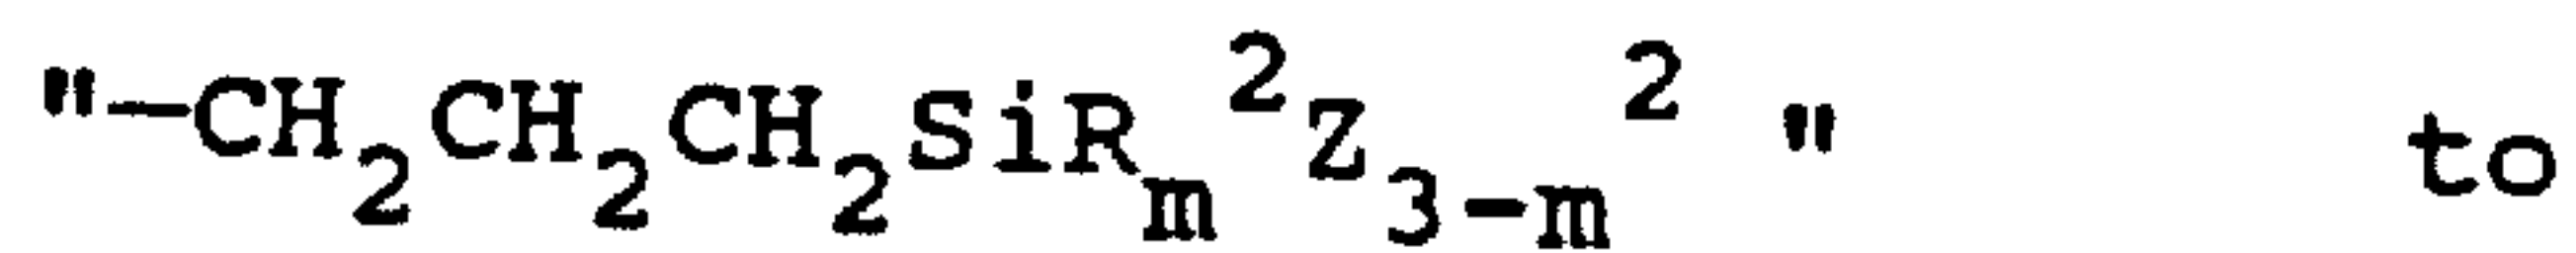 "—CH₂CH₂CH₂SiRₘ²Z₃₋ₘ² " to